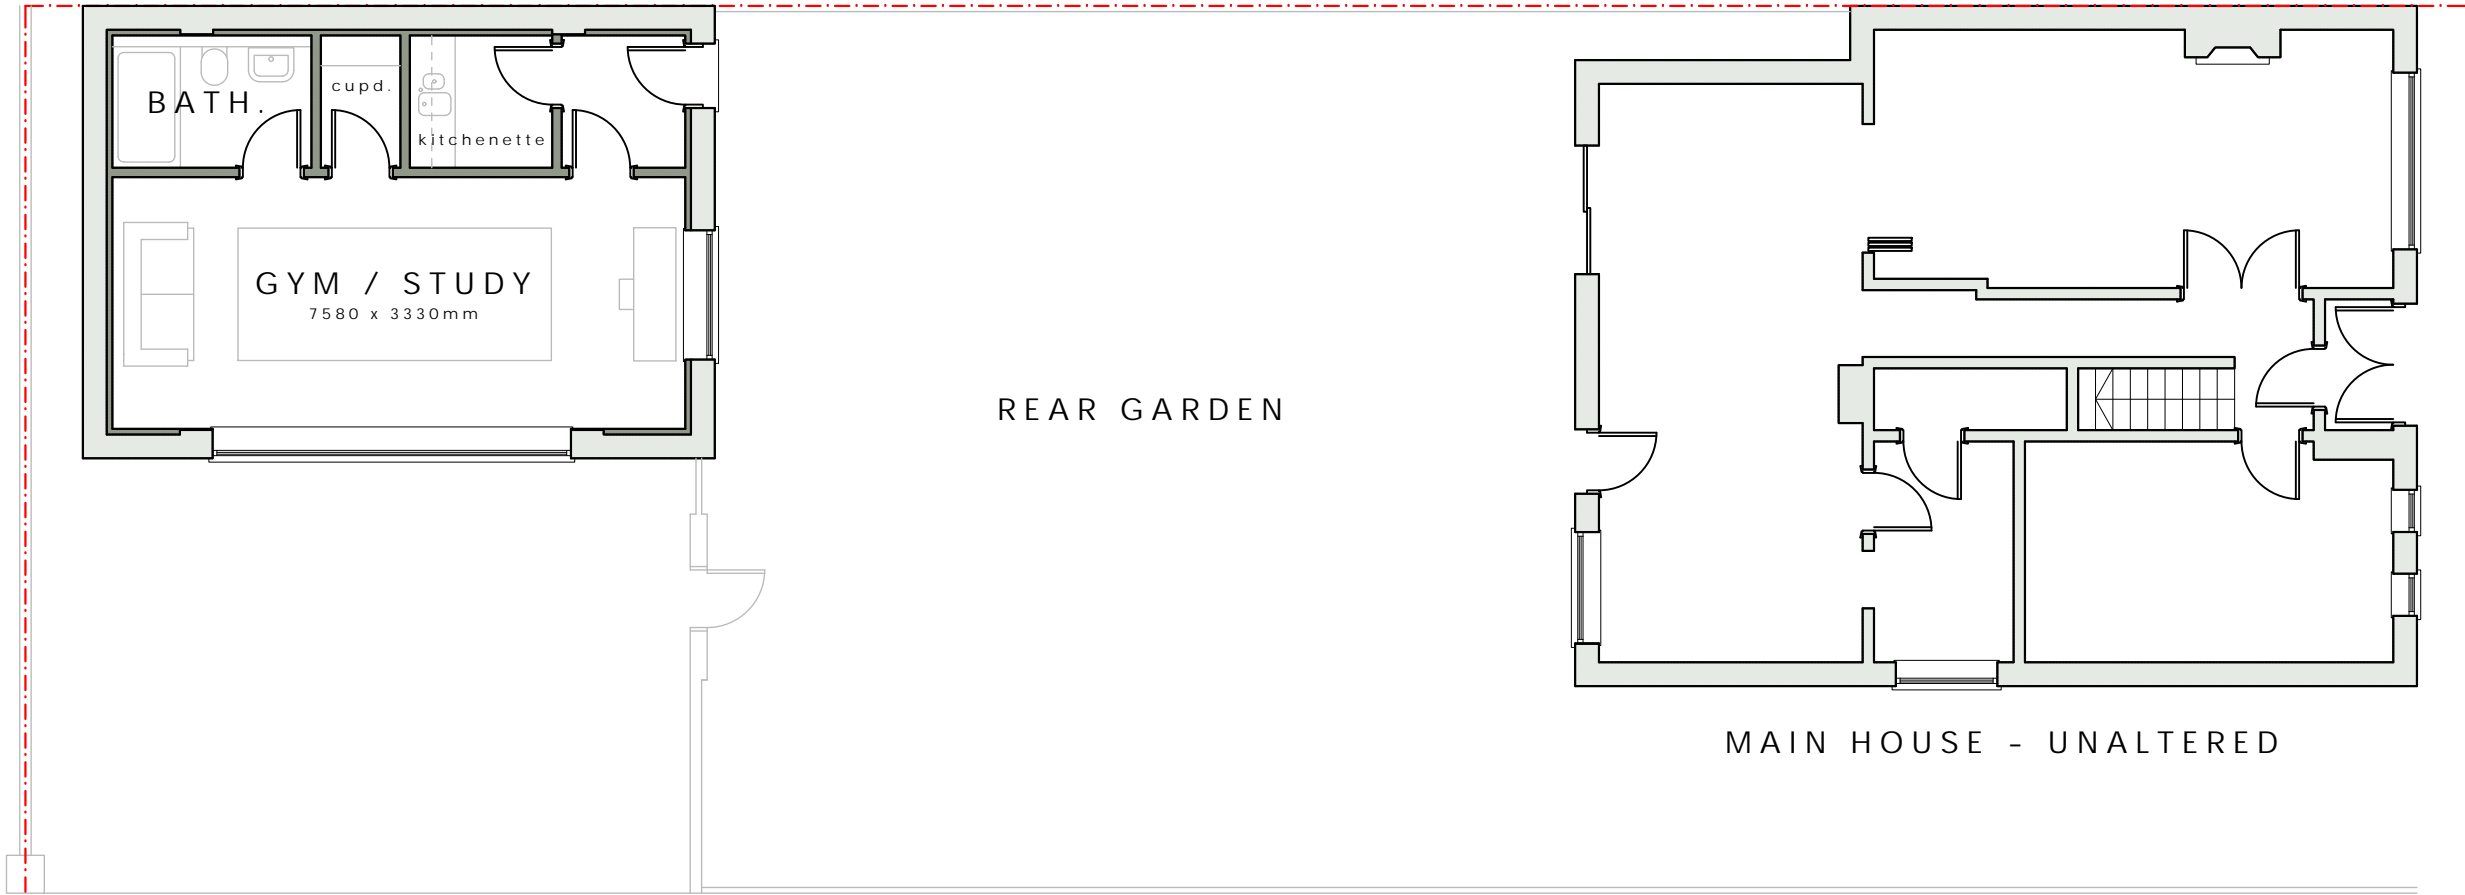 BATH.
cupd.
kitchenette
GYM / STUDY
7580 x 3330mm
REAR GARDEN
MAIN HOUSE - UNALTERED